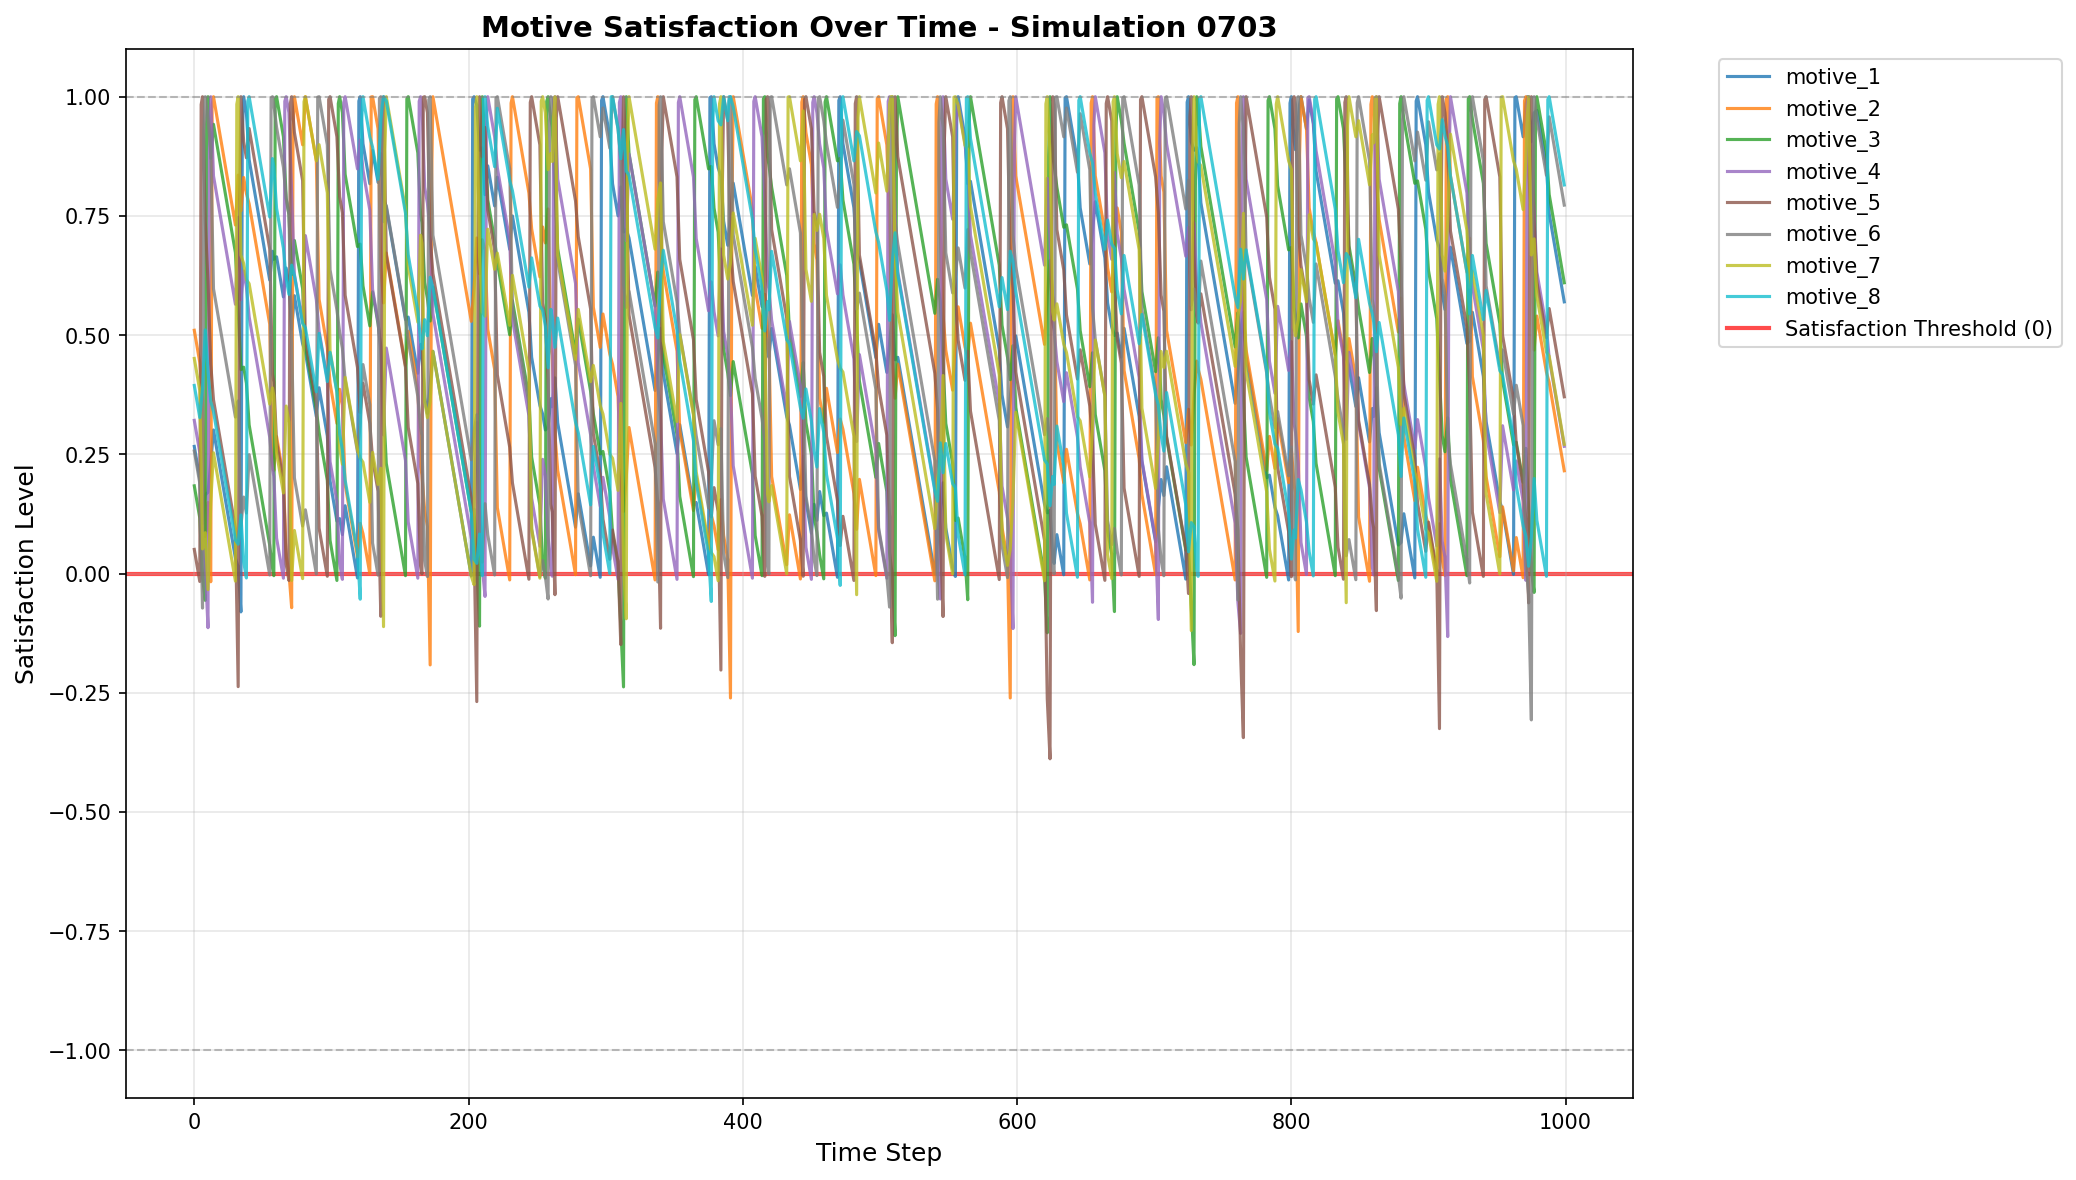 Motive Satisfaction Over Time - Simulation 0703
1.00
0.75
0.50
0.25
0.00
−0.25
−0.50
−0.75
−1.00
Satisfaction Level
0
200
400
600
800
1000
Time Step
motive_1
motive_2
motive_3
motive_4
motive_5
motive_6
motive_7
motive_8
Satisfaction Threshold (0)